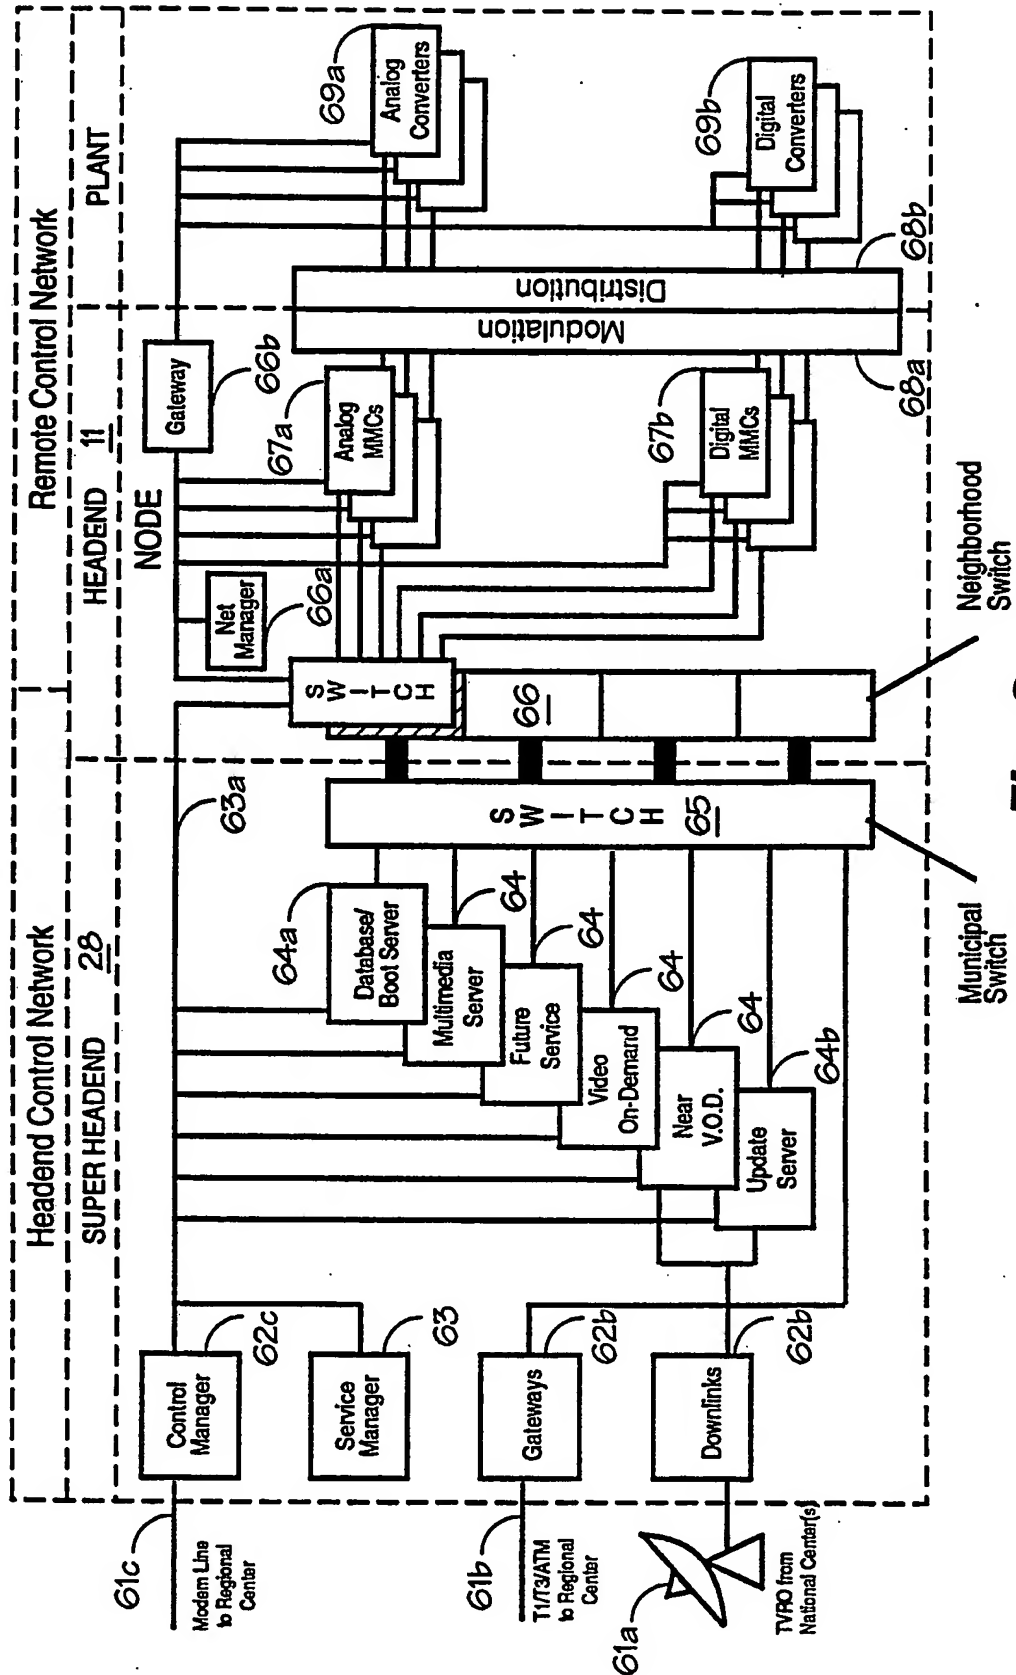 Headend Control Network
Remote Control Network
SUPER HEADEND 28
HEADEND 11
PLANT
NODE
61c
Modem Line
to Regional
Center
Control
Manager
62c
63a
Service
Manager
63
61b
T1/T3/ATM
to Regional
Center
Gateways
62b
61a
TVRO from
National Center(s)
Downlinks
62b
64a
Database/
Boot Server
Multimedia
Server
64
Future
Service
64
Video
On-Demand
64
Near
V.O.D.
64
Update
Server
64b
SWITCH
65
Municipal
Switch
SWITCH
66
Neighborhood
Switch
Net
Manager
66a
Gateway
66b
67a
Analog
MMCs
67b
Digital
MMCs
Modulation
68a
Distribution
68b
69a
Analog
Converters
69b
Digital
Converters